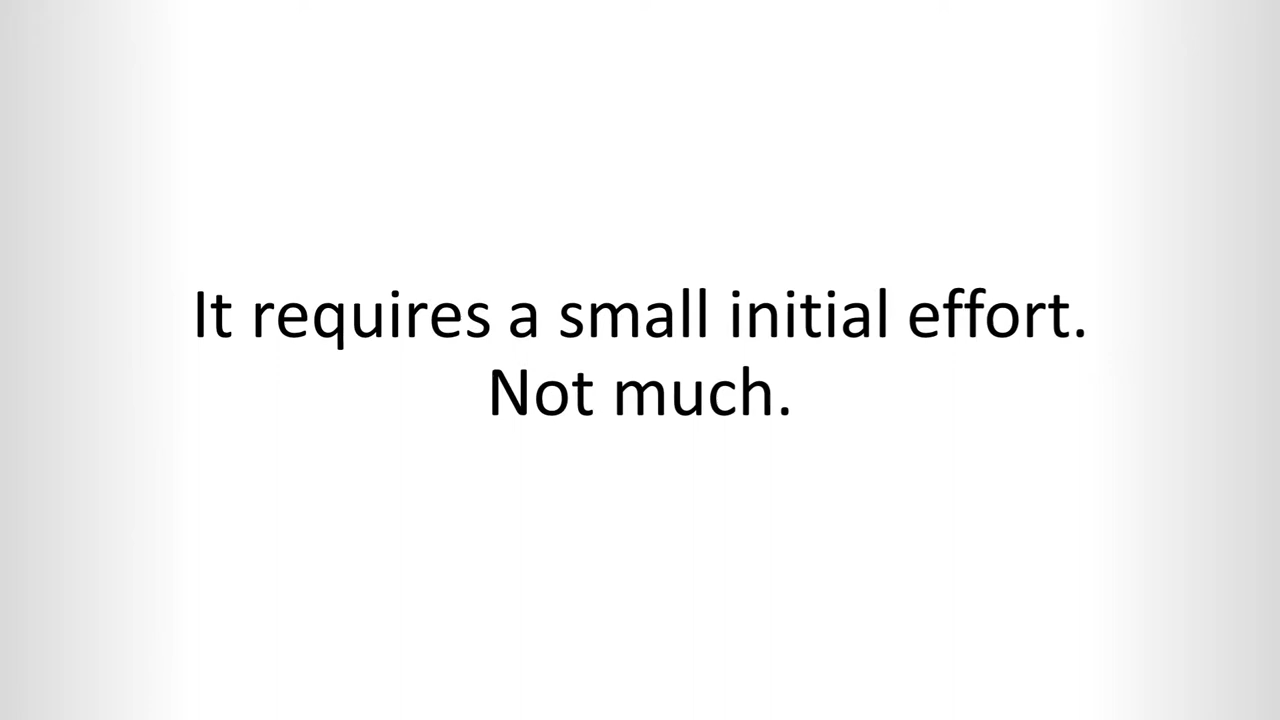 It requires a small initial effort.
Not much.